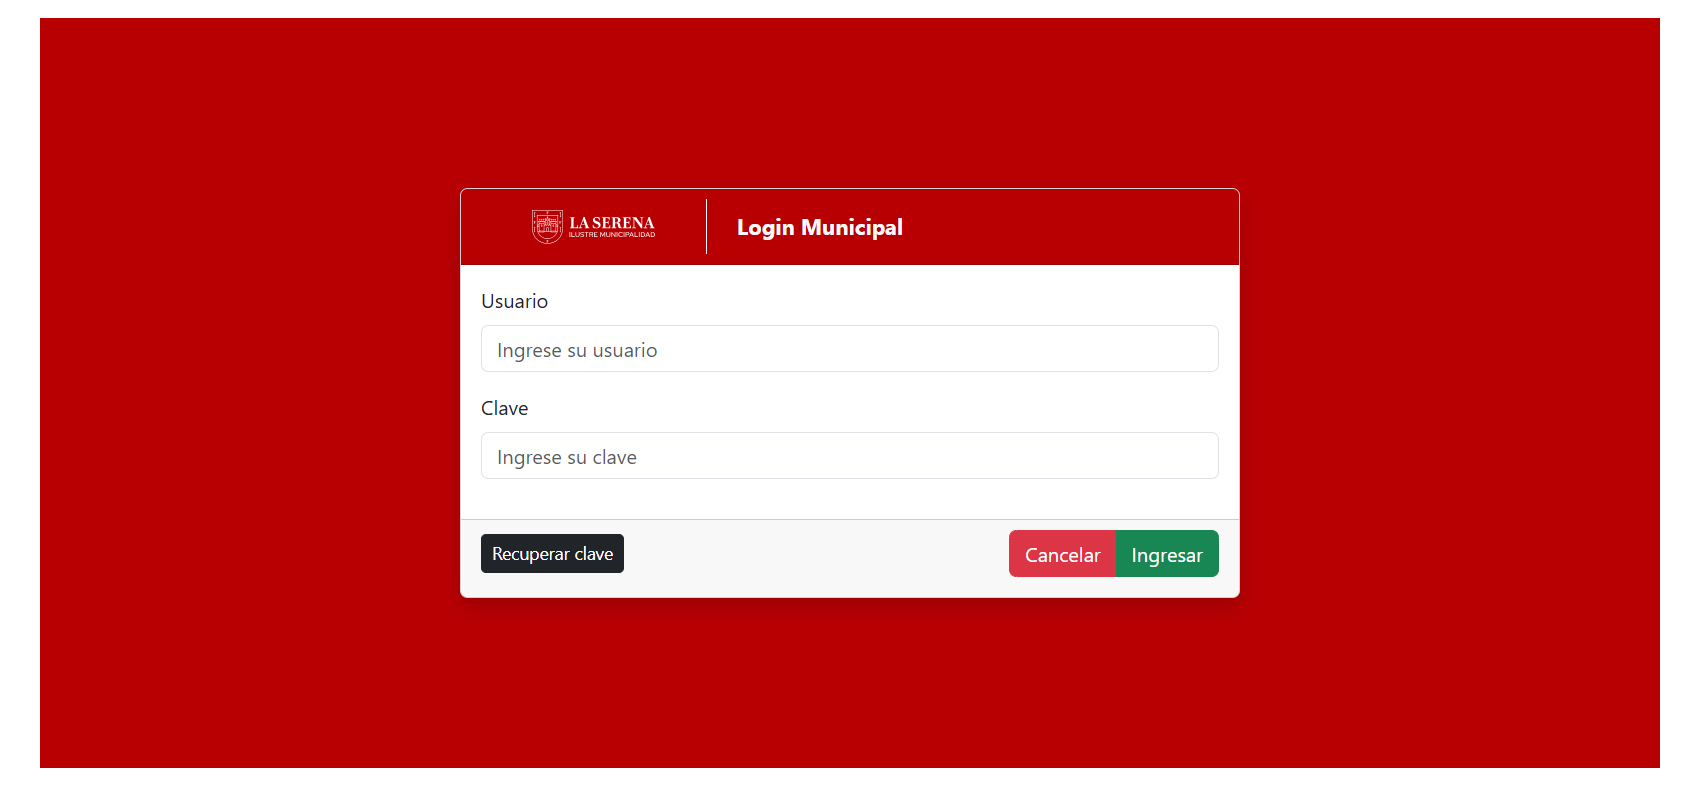 LA SERENA
ILUSTRE MUNICIPALIDAD
Login Municipal
Usuario
Ingrese su usuario
Clave
Ingrese su clave
Recuperar clave
Cancelar
Ingresar